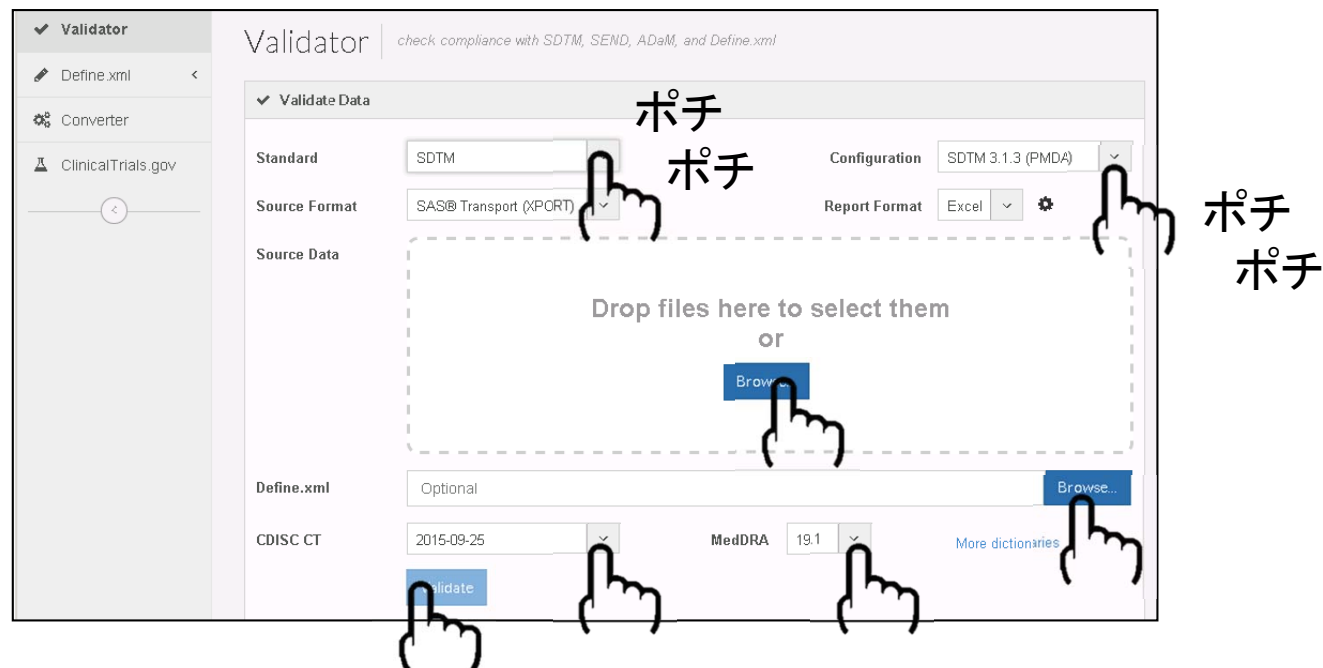 Validator
Define.xml
Converter
ClinicalTrials.gov
Validator
check compliance with SDTM, SEND, ADaM, and Define.xml
Validate Data
ポチ
ポチ
Standard
SDTM
Configuration
SDTM 3.1.3 (PMDA)
Source Format
SAS® Transport (XPORT)
Report Format
Excel
ポチ
ポチ
Source Data
Drop files here to select them
or
Browse...
Define.xml
Optional
Browse...
CDISC CT
2015-09-25
MedDRA
19.1
More dictionaries
Validate